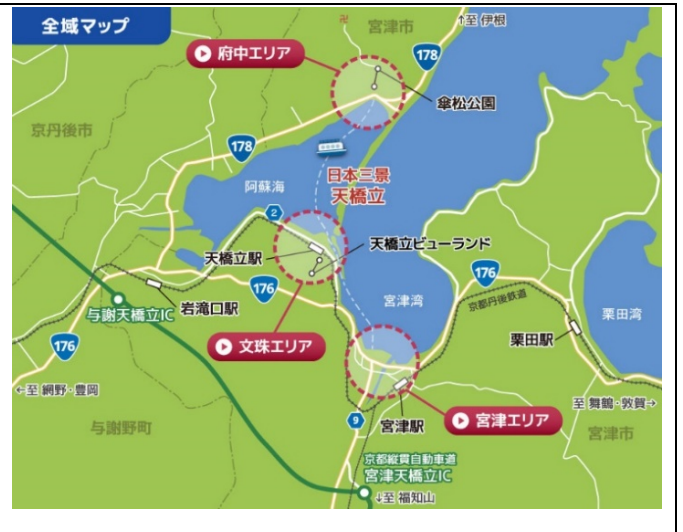 全域マップ
卍
宮津市
↑至 伊根
府中エリア
178
傘松公園
京丹後市
178
日本三景
天橋立
阿蘇海
2
天橋立駅
天橋立ビューランド
176
176
宮津湾
京都丹後鉄道
岩滝口駅
与謝天橋立IC
栗田湾
176
文珠エリア
栗田駅
←至 網野・豊岡
至 舞鶴・敦賀→
与謝野町
9
宮津駅
宮津エリア
宮津市
京都縦貫自動車道
宮津天橋立IC
↓至 福知山